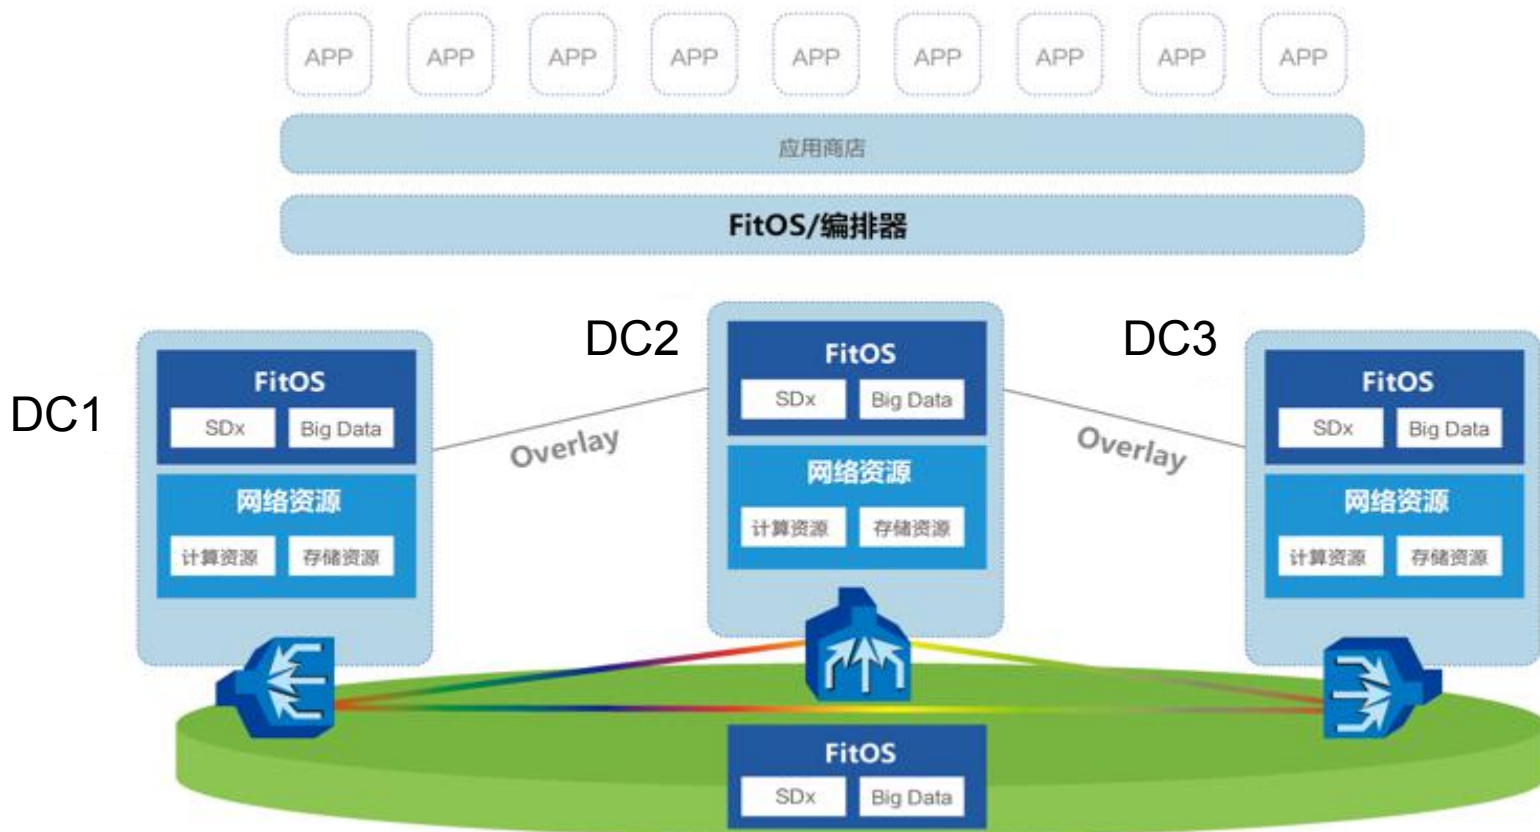 APP APP APP APP APP APP APP APP APP
应用商店
FitOS/编排器
DC1
FitOS
SDx Big Data
网络资源
计算资源 存储资源
Overlay
DC2
FitOS
SDx Big Data
网络资源
计算资源 存储资源
Overlay
DC3
FitOS
SDx Big Data
网络资源
计算资源 存储资源
FitOS
SDx Big Data